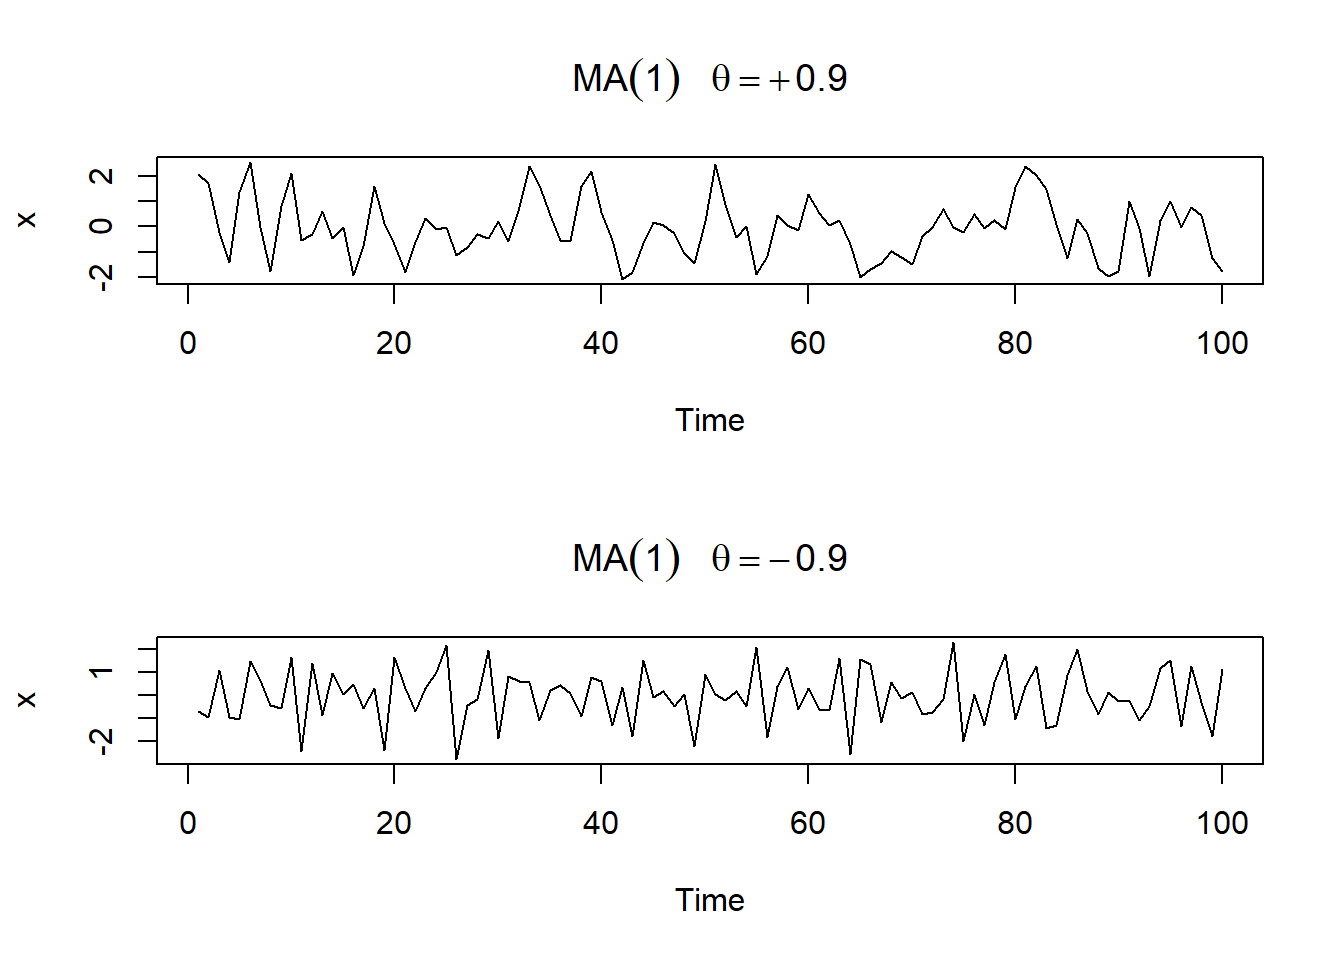 MA(1) θ = +0.9
x
2
0
-2
0 20 40 60 80 100
Time
MA(1) θ = −0.9
x
1
-2
0 20 40 60 80 100
Time